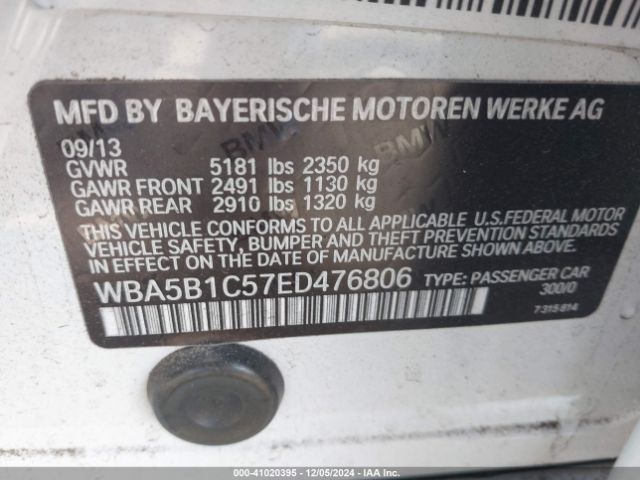 MFD BY BAYERISCHE MOTOREN WERKE AG
09/13
GVWR 5181 lbs 2350 kg
GAWR FRONT 2491 lbs 1130 kg
GAWR REAR 2910 lbs 1320 kg
THIS VEHICLE CONFORMS TO ALL APPLICABLE U.S.FEDERAL MOTOR
VEHICLE SAFETY, BUMPER AND THEFT PREVENTION STANDARDS
IN EFFECT ON THE DATE OF MANUFACTURE SHOWN ABOVE.
WBA5B1C57ED476806 TYPE: PASSENGER CAR
300/0
7315814
000-41020395 - 12/05/2024 - IAA Inc.